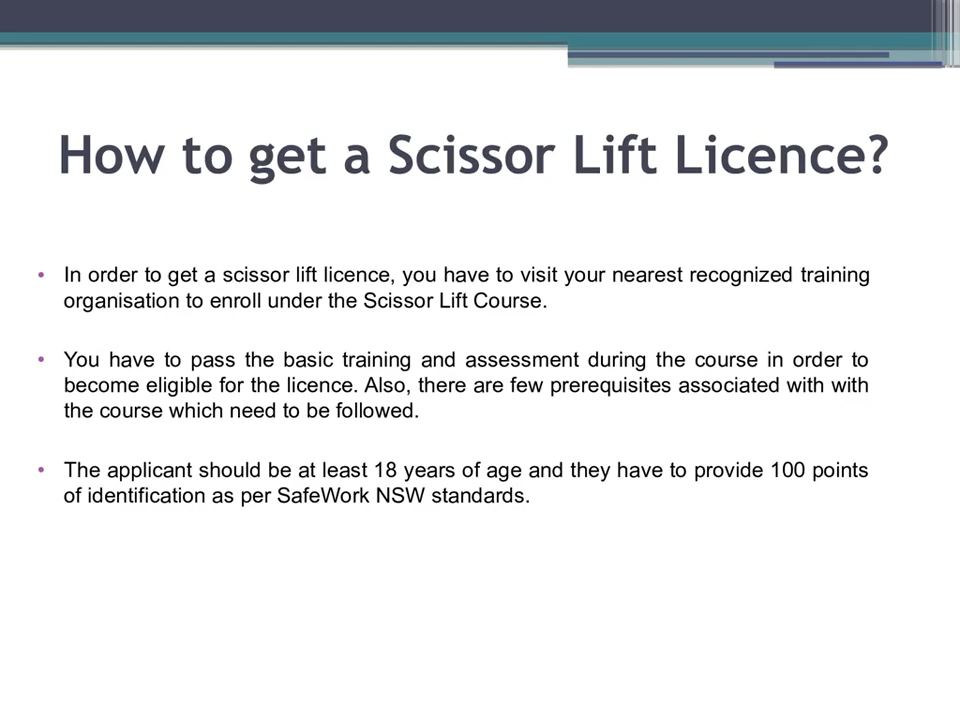 How to get a Scissor Lift Licence?
• In order to get a scissor lift licence, you have to visit your nearest recognized training
organisation to enroll under the Scissor Lift Course.
• You have to pass the basic training and assessment during the course in order to
become eligible for the licence. Also, there are few prerequisites associated with with
the course which need to be followed.
• The applicant should be at least 18 years of age and they have to provide 100 points
of identification as per SafeWork NSW standards.